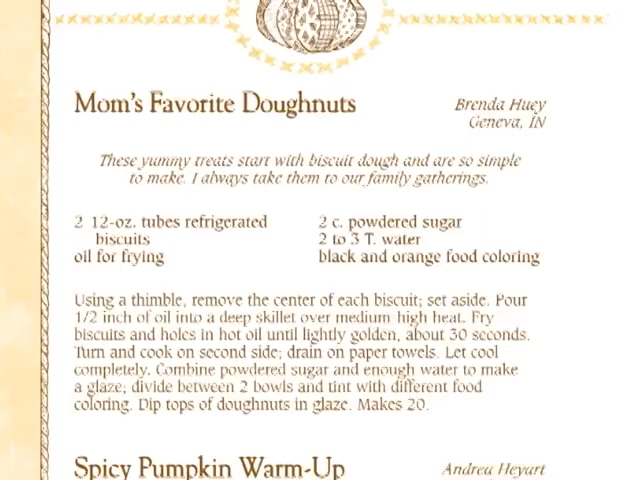 Mom's Favorite Doughnuts
Brenda Huey
Geneva, IN
These yummy treats start with biscuit dough and are so simple
to make. I always take them to our family gatherings.
2 12-oz. tubes refrigerated
biscuits
oil for frying
2 c. powdered sugar
2 to 3 T. water
black and orange food coloring
Using a thimble, remove the center of each biscuit; set aside. Pour
1/2 inch of oil into a deep skillet over medium high heat. Fry
biscuits and holes in hot oil until lightly golden, about 30 seconds.
Turn and cook on second side; drain on paper towels. Let cool
completely. Combine powdered sugar and enough water to make
a glaze; divide between 2 bowls and tint with different food
coloring. Dip tops of doughnuts in glaze. Makes 20.
Spicy Pumpkin Warm-Up
Andrea Heyart